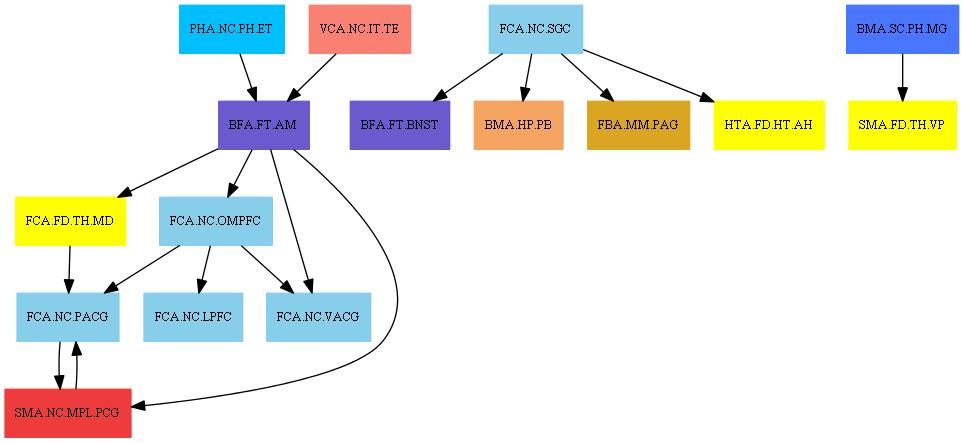 PHA.NC.PH.ET
VCA.NC.IT.TE
FCA.NC.SGC
BMA.SC.PH.MG
BFA.FT.AM
BFA.FT.BNST
BMA.HP.PB
FBA.MM.PAG
HTA.FD.HT.AH
SMA.FD.TH.VP
FCA.FD.TH.MD
FCA.NC.OMPFC
FCA.NC.PACG
FCA.NC.LPFC
FCA.NC.VACG
SMA.NC.MPL.PCG